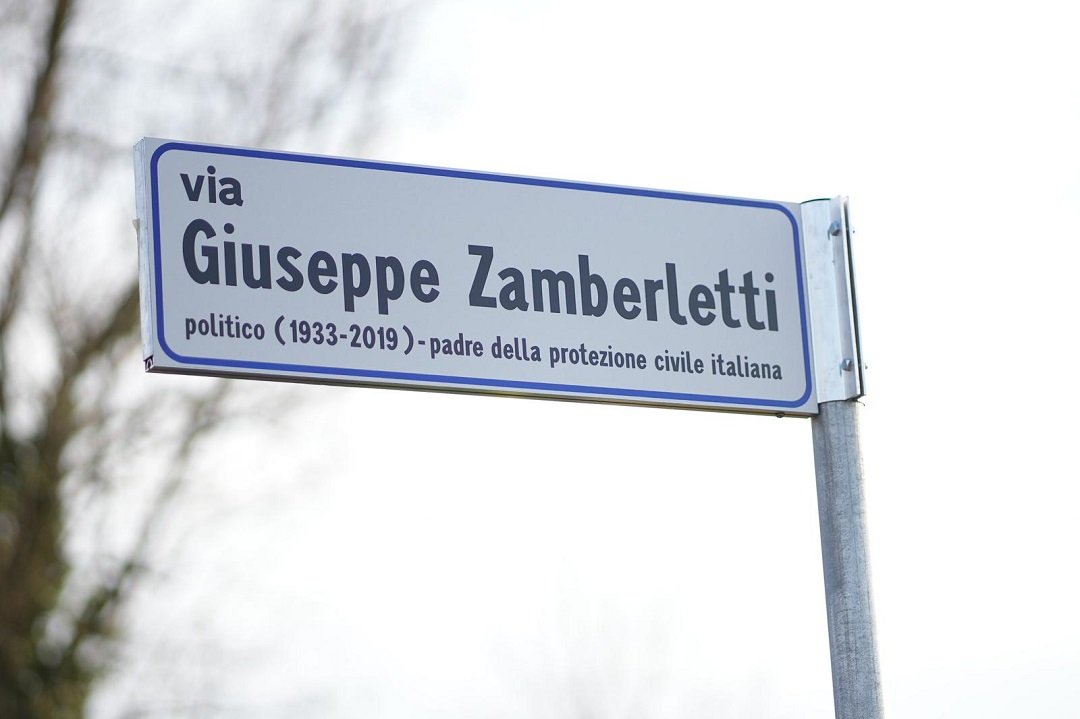 via
Giuseppe Zamberletti
politico (1933-2019)-padre della protezione civile italiana